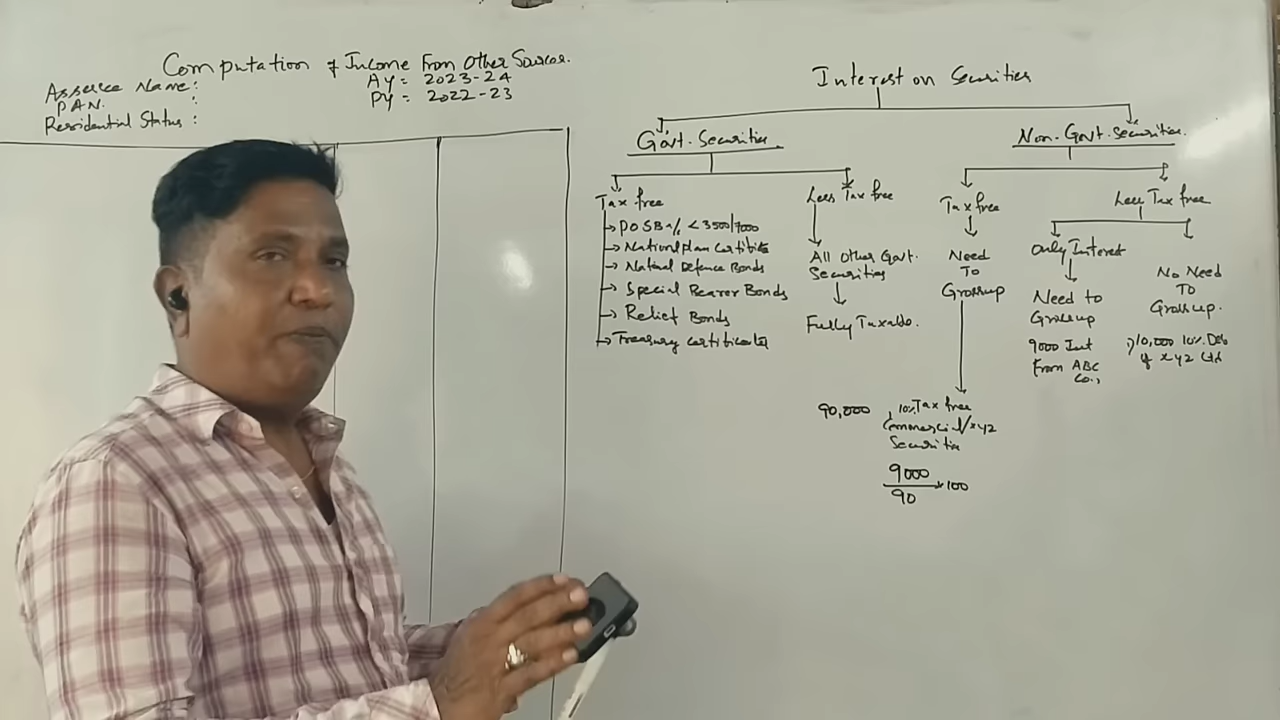 Computation of Income From Other Sources.
Assessee Name:
AY = 2023-24
PAN. :
PY = 2022-23
Residential Status :
Interest on Securities
Govt. Securities
Non-Govt. Securities.
Tax free
→ POSB a/c < 3500/7000
→ National plan Certificates
→ National Defence Bonds
→ Special Bearer Bonds
→ Relief Bonds
→ Treasury Certificates
Less Tax free
All Other Govt.
Securities
Fully Taxable.
Tax free
Need
To
Grossup
90,000 , 10% Tax free
Commercial/xyz
Securities
9000
90 ×100
Less Tax free
Only Interest
Need to
Grossup
9000 Int
From ABC
Co.,
No Need
To
Grossup.
10,000 10% Deb
of xyz Ltd